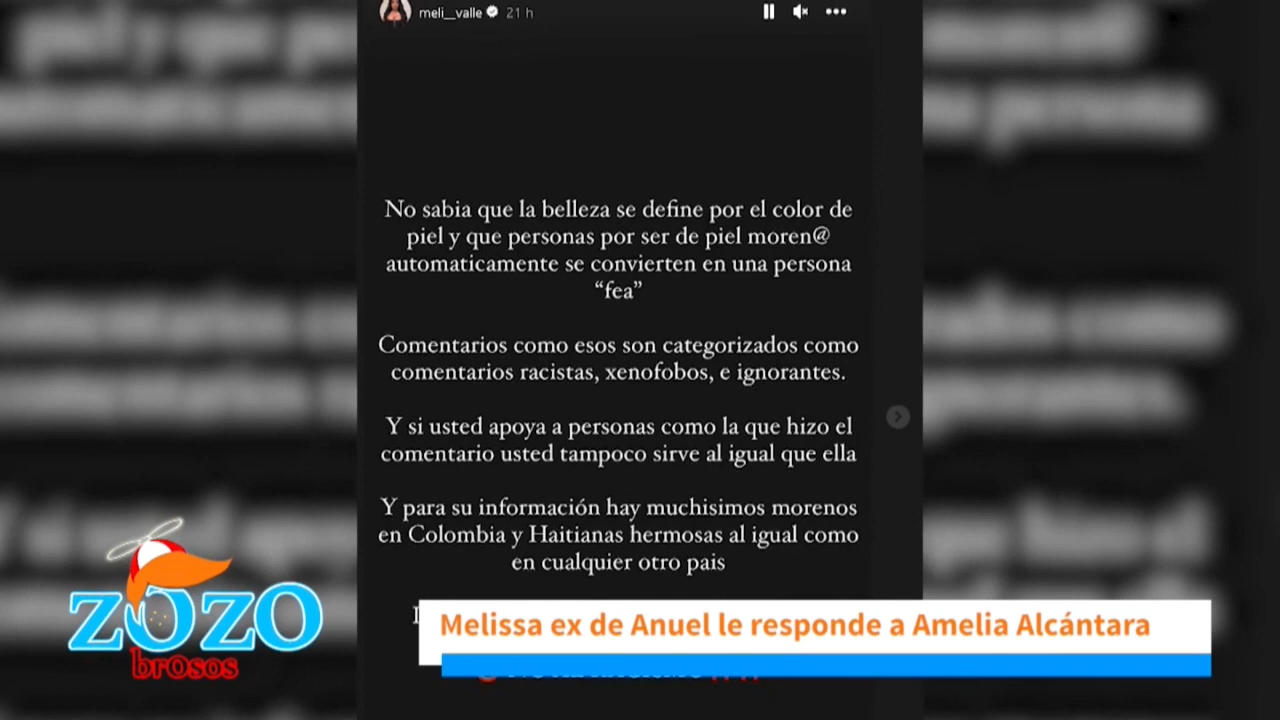 meli__valle 21 h
No sabia que la belleza se define por el color de
piel y que personas por ser de piel moren@
automaticamente se convierten en una persona
“fea”
Comentarios como esos son categorizados como
comentarios racistas, xenofobos, e ignorantes.
Y si usted apoya a personas como la que hizo el
comentario usted tampoco sirve al igual que ella
Y para su información hay muchisimos morenos
en Colombia y Haitianas hermosas al igual como
en cualquier otro pais
Melissa ex de Anuel le responde a Amelia Alcántara
ZOZO
brOsos